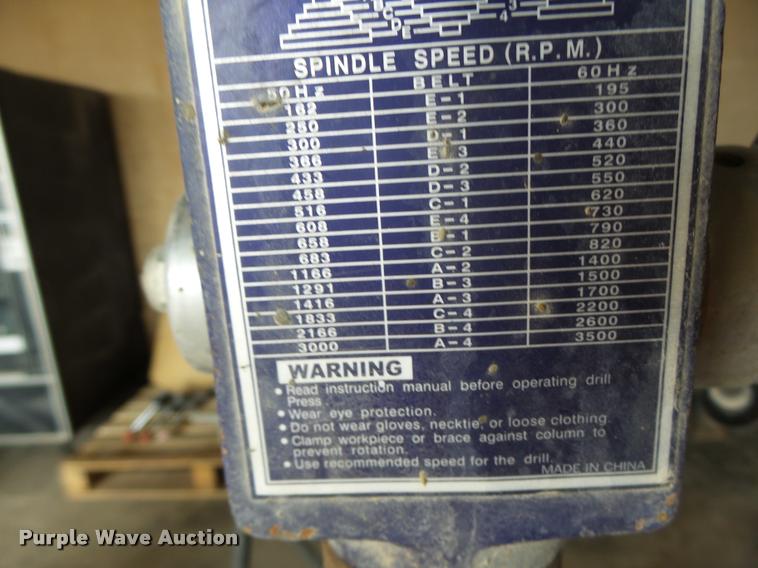 B
C
D
E
3
4
SPINDLE SPEED (R.P.M.)
50Hz BELT 60Hz
162 E-1 195
250 E-2 300
300 D-1 360
366 E-3 440
433 D-2 520
458 D-3 550
516 C-1 620
608 E-4 730
658 B-1 790
683 C-2 820
1166 A-2 1400
1291 B-3 1500
1416 A-3 1700
1833 C-4 2200
2166 B-4 2600
3000 A-4 3500
WARNING
• Read instruction manual before operating drill
Press.
• Wear eye protection.
• Do not wear gloves, necktie, or loose clothing.
• Clamp workpiece or brace against column to
prevent rotation.
• Use recommended speed for the drill.
MADE IN CHINA
Purple Wave Auction